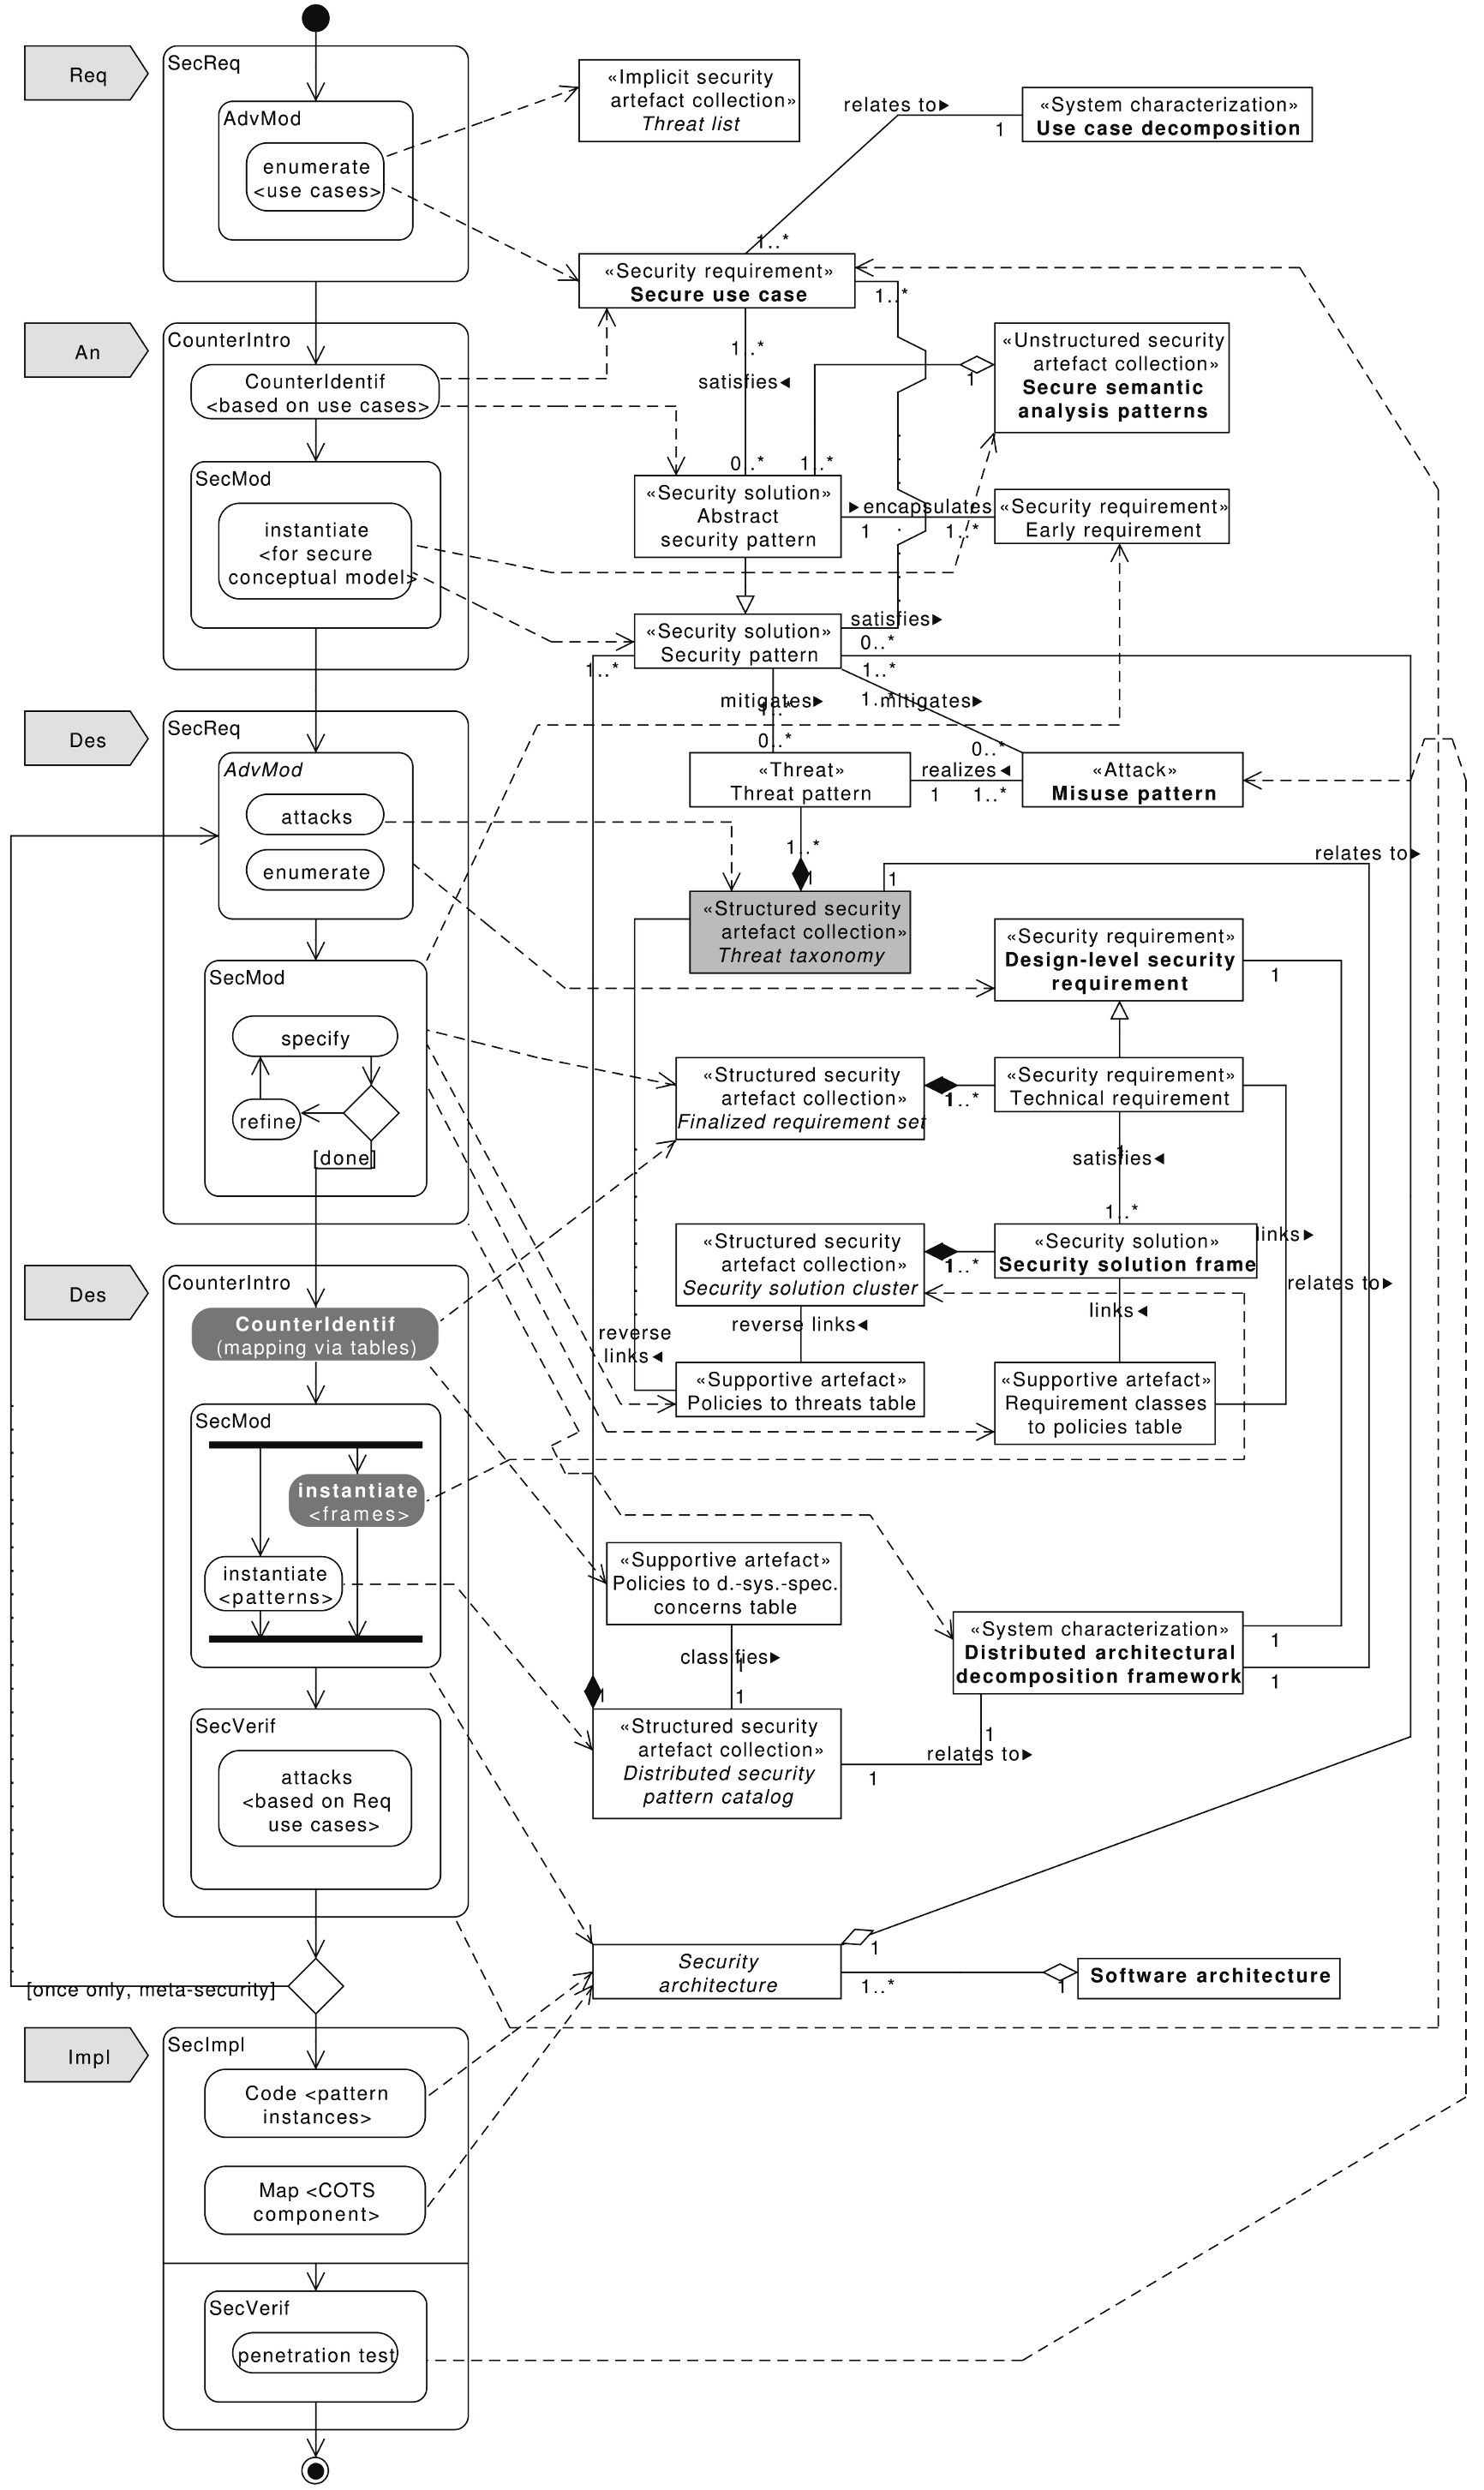 Req
SecReq
AdvMod
enumerate
<use cases>
«Implicit security
artefact collection»
Threat list
relates to▶
1
«System characterization»
Use case decomposition
1..*
«Security requirement»
Secure use case
1..*
An
CounterIntro
CounterIdentif
<based on use cases>
1..*
satisfies◀
0..*
1..*
1
«Unstructured security
artefact collection»
Secure semantic
analysis patterns
SecMod
instantiate
<for secure
conceptual model>
«Security solution»
Abstract
security pattern
▶encapsulates
1
1..*
«Security requirement»
Early requirement
«Security solution»
Security pattern
satisfies▶
0..*
1..*
1..*
mitigates▶
1..*
0..*
1..*
mitigates▶
0..*
Des
SecReq
AdvMod
attacks
enumerate
«Threat»
Threat pattern
realizes◀
1
1..*
«Attack»
Misuse pattern
1..*
1
1
relates to▶
«Structured security
artefact collection»
Threat taxonomy
«Security requirement»
Design-level security
requirement
1
SecMod
specify
refine
[done]
«Structured security
artefact collection»
Finalized requirement set
1..*
«Security requirement»
Technical requirement
satisfies◀
1
1..*
«Structured security
artefact collection»
Security solution cluster
1..*
«Security solution»
Security solution frame
links▶
relates to▶
Des
CounterIntro
CounterIdentif
(mapping via tables)
reverse
links◀
reverse links◀
links◀
«Supportive artefact»
Policies to threats table
«Supportive artefact»
Requirement classes
to policies table
SecMod
instantiate
<frames>
instantiate
<patterns>
«Supportive artefact»
Policies to d.-sys.-spec.
concerns table
classifies▶
1
1
1
«System characterization»
Distributed architectural
decomposition framework
1
1
1
«Structured security
artefact collection»
Distributed security
pattern catalog
1
relates to▶
SecVerif
attacks
<based on Req
use cases>
[once only, meta-security]
Security
architecture
1
1..*
1
Software architecture
Impl
SecImpl
Code <pattern
instances>
Map <COTS
component>
SecVerif
penetration test